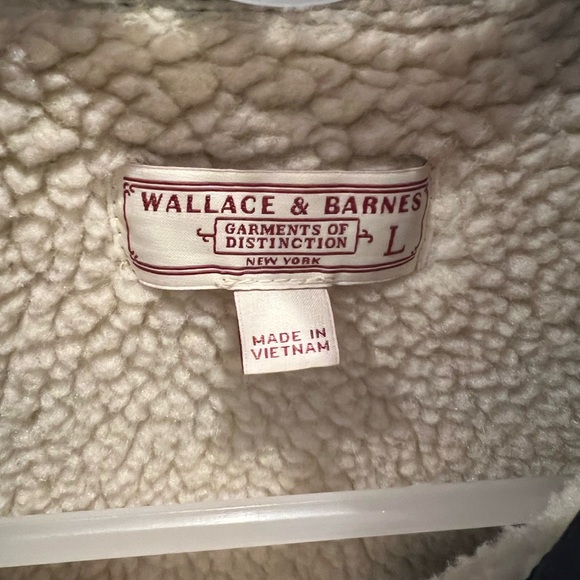 WALLACE & BARNES
GARMENTS OF
DISTINCTION
L
NEW YORK
MADE IN
VIETNAM